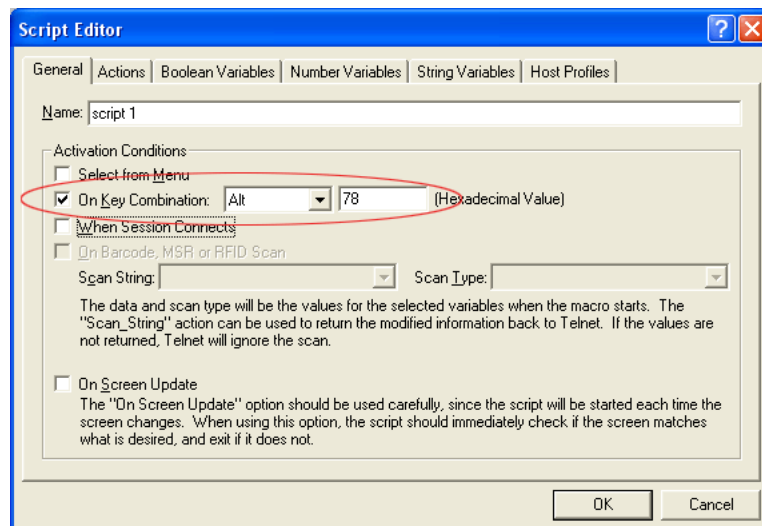 Script Editor
General Actions Boolean Variables Number Variables String Variables Host Profiles
Name: script 1
Activation Conditions
Select from Menu
On Key Combination: Alt 78 (Hexadecimal Value)
When Session Connects
On Barcode, MSR or RFID Scan
Scan String: Scan Type:
The data and scan type will be the values for the selected variables when the macro starts. The
"Scan_String" action can be used to return the modified information back to Telnet. If the values are
not returned, Telnet will ignore the scan.
On Screen Update
The "On Screen Update" option should be used carefully, since the script will be started each time the
screen changes. When using this option, the script should immediately check if the screen matches
what is desired, and exit if it does not.
OK Cancel